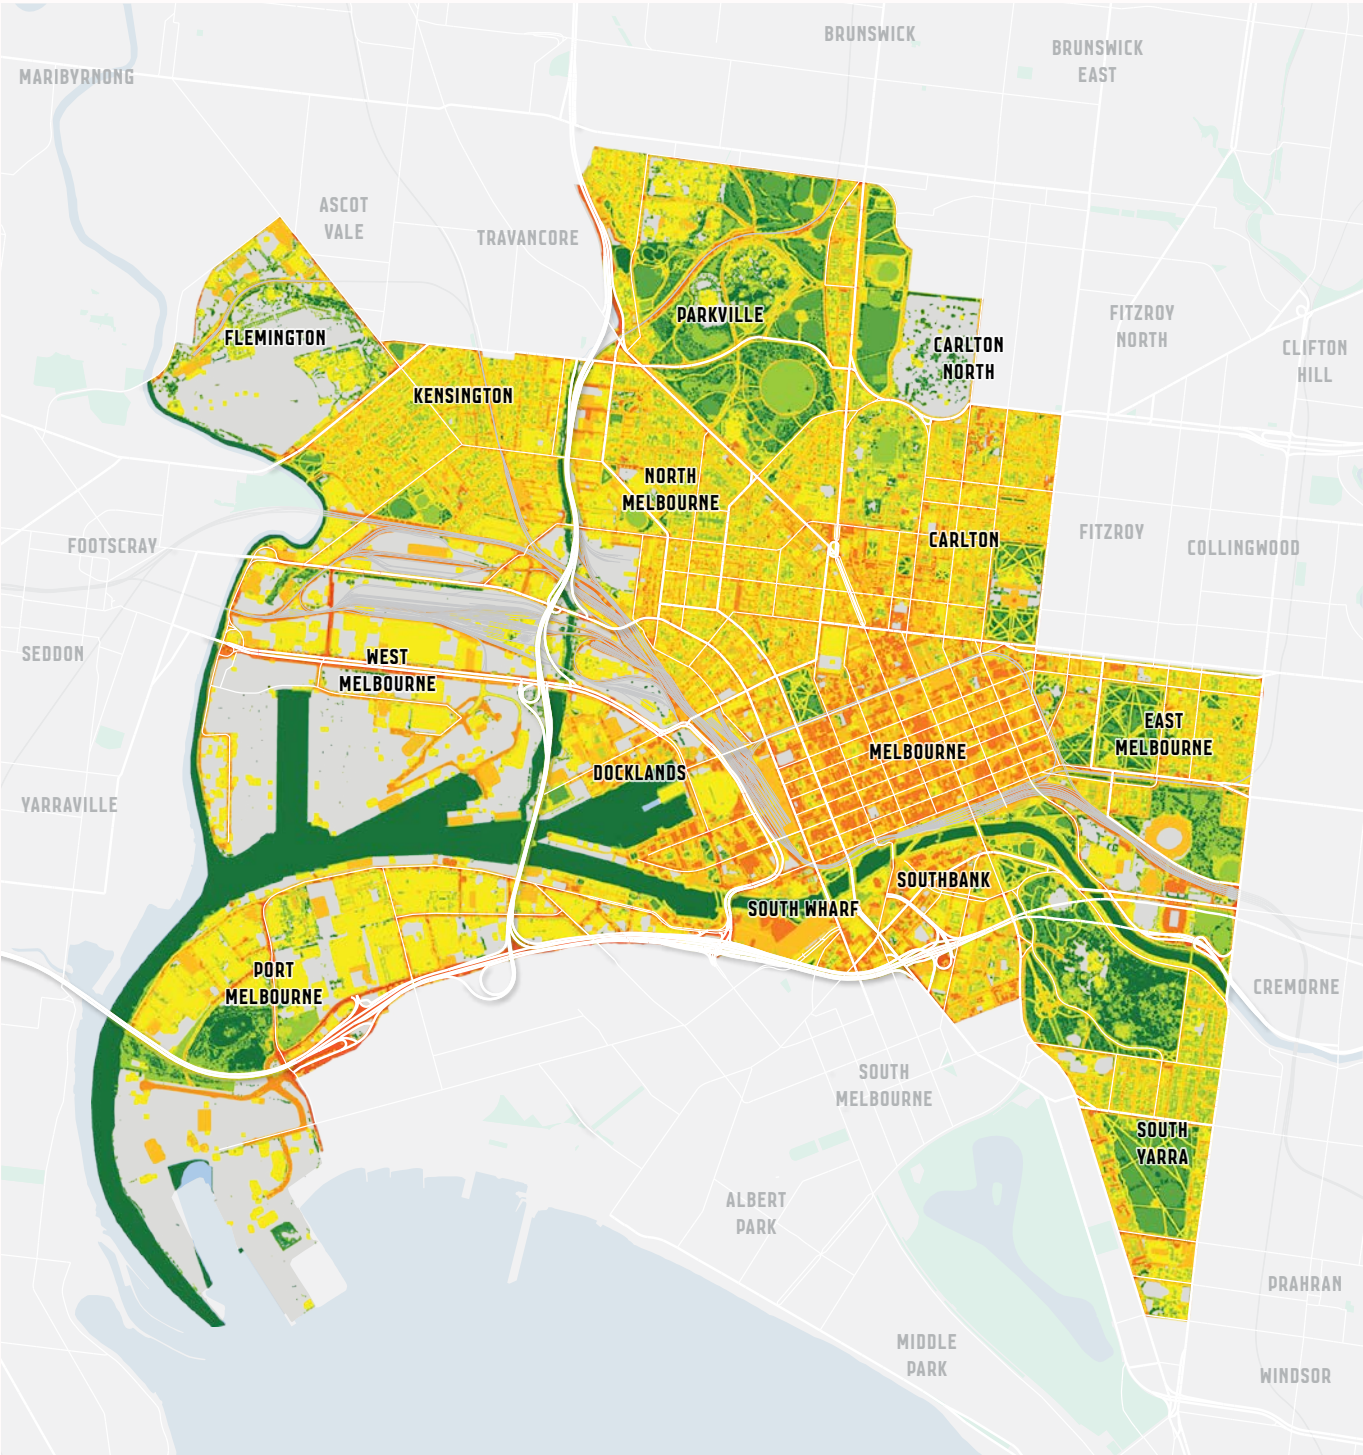 BRUNSWICK
BRUNSWICK
EAST
MARIBYRNONG
ASCOT
VALE
TRAVANCORE
PARKVILLE
FITZROY
NORTH
FLEMINGTON
CARLTON
NORTH
CLIFTON
HILL
KENSINGTON
NORTH
MELBOURNE
FOOTSCRAY
CARLTON
FITZROY
COLLINGWOOD
SEDDON
WEST
MELBOURNE
EAST
MELBOURNE
MELBOURNE
DOCKLANDS
YARRAVILLE
SOUTHBANK
SOUTH WHARF
PORT
MELBOURNE
CREMORNE
SOUTH
MELBOURNE
SOUTH
YARRA
ALBERT
PARK
PRAHRAN
MIDDLE
PARK
WINDSOR